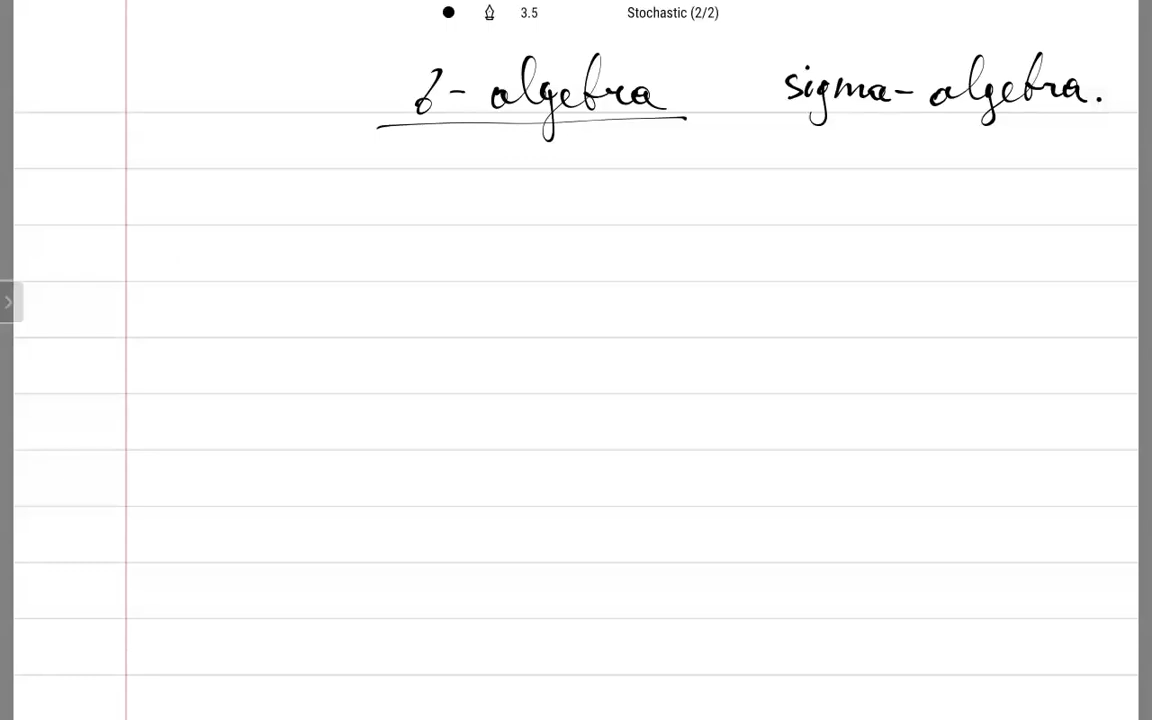 3.5 Stochastic (2/2)
σ- algebra sigma-algebra.